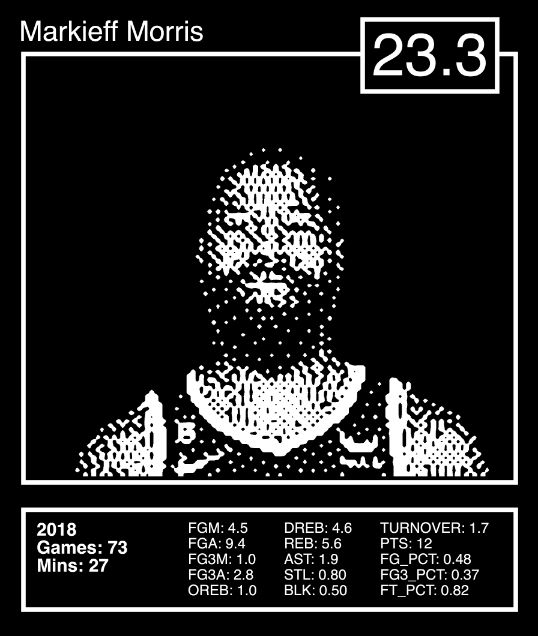 Markieff Morris
23.3
2018
Games: 73
Mins: 27
FGM: 4.5
FGA: 9.4
FG3M: 1.0
FG3A: 2.8
OREB: 1.0
DREB: 4.6
REB: 5.6
AST: 1.9
STL: 0.80
BLK: 0.50
TURNOVER: 1.7
PTS: 12
FG_PCT: 0.48
FG3_PCT: 0.37
FT_PCT: 0.82